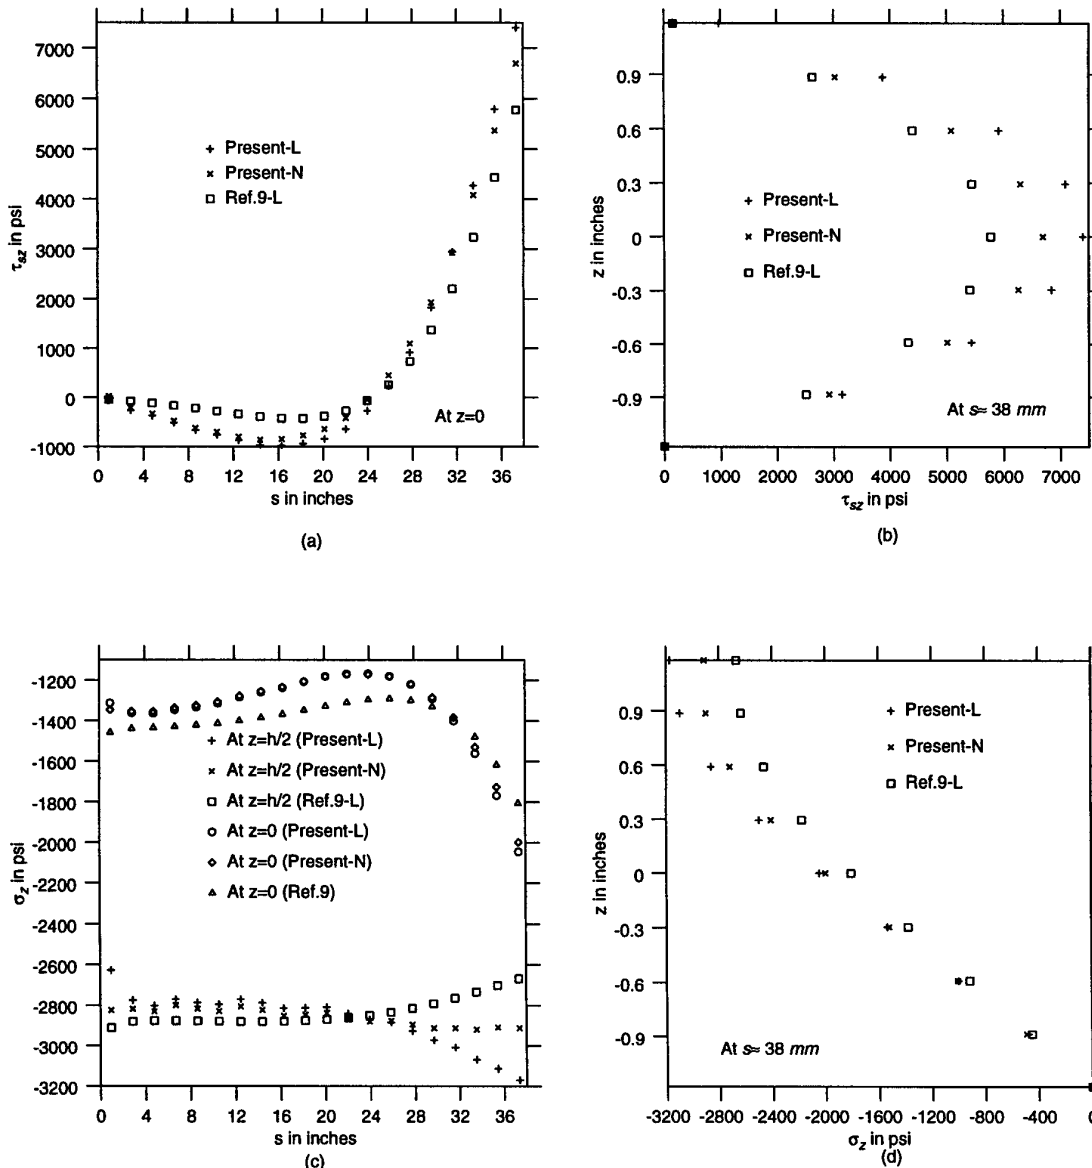 7000
6000
5000
4000
3000
2000
1000
0
-1000
τsz in psi
+ Present-L
× Present-N
□ Ref.9-L
At z=0
0 4 8 12 16 20 24 28 32 36
s in inches
(a)
0.9
0.6
0.3
0
-0.3
-0.6
-0.9
z in inches
+ Present-L
× Present-N
□ Ref.9-L
At s≈ 38 mm
0 1000 2000 3000 4000 5000 6000 7000
τsz in psi
(b)
-1200
-1400
-1600
-1800
-2000
-2200
-2400
-2600
-2800
-3000
-3200
σz in psi
+ At z=h/2 (Present-L)
× At z=h/2 (Present-N)
□ At z=h/2 (Ref.9-L)
○ At z=0 (Present-L)
◇ At z=0 (Present-N)
△ At z=0 (Ref.9)
0 4 8 12 16 20 24 28 32 36
s in inches
(c)
0.9
0.6
0.3
0
-0.3
-0.6
-0.9
z in inches
+ Present-L
× Present-N
□ Ref.9-L
At s≈ 38 mm
-3200 -2800 -2400 -2000 -1600 -1200 -800 -400 0
σz in psi
(d)